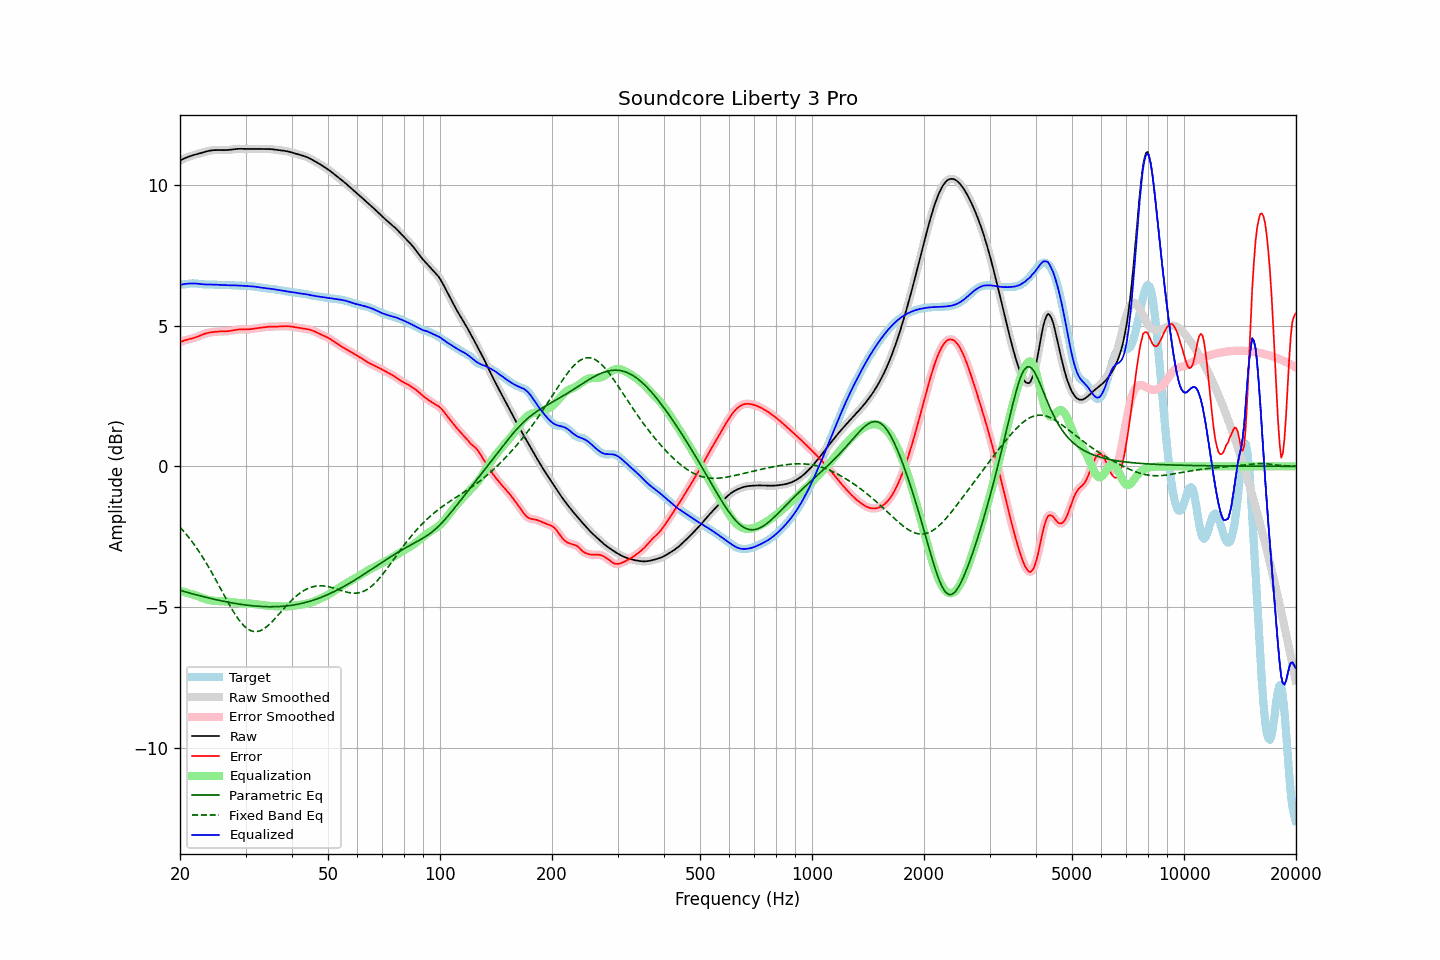 Soundcore Liberty 3 Pro
Amplitude (dBr)
10
5
0
−5
−10
Target
Raw Smoothed
Error Smoothed
Raw
Error
Equalization
Parametric Eq
Fixed Band Eq
Equalized
20 50 100 200 500 1000 2000 5000 10000 20000
Frequency (Hz)